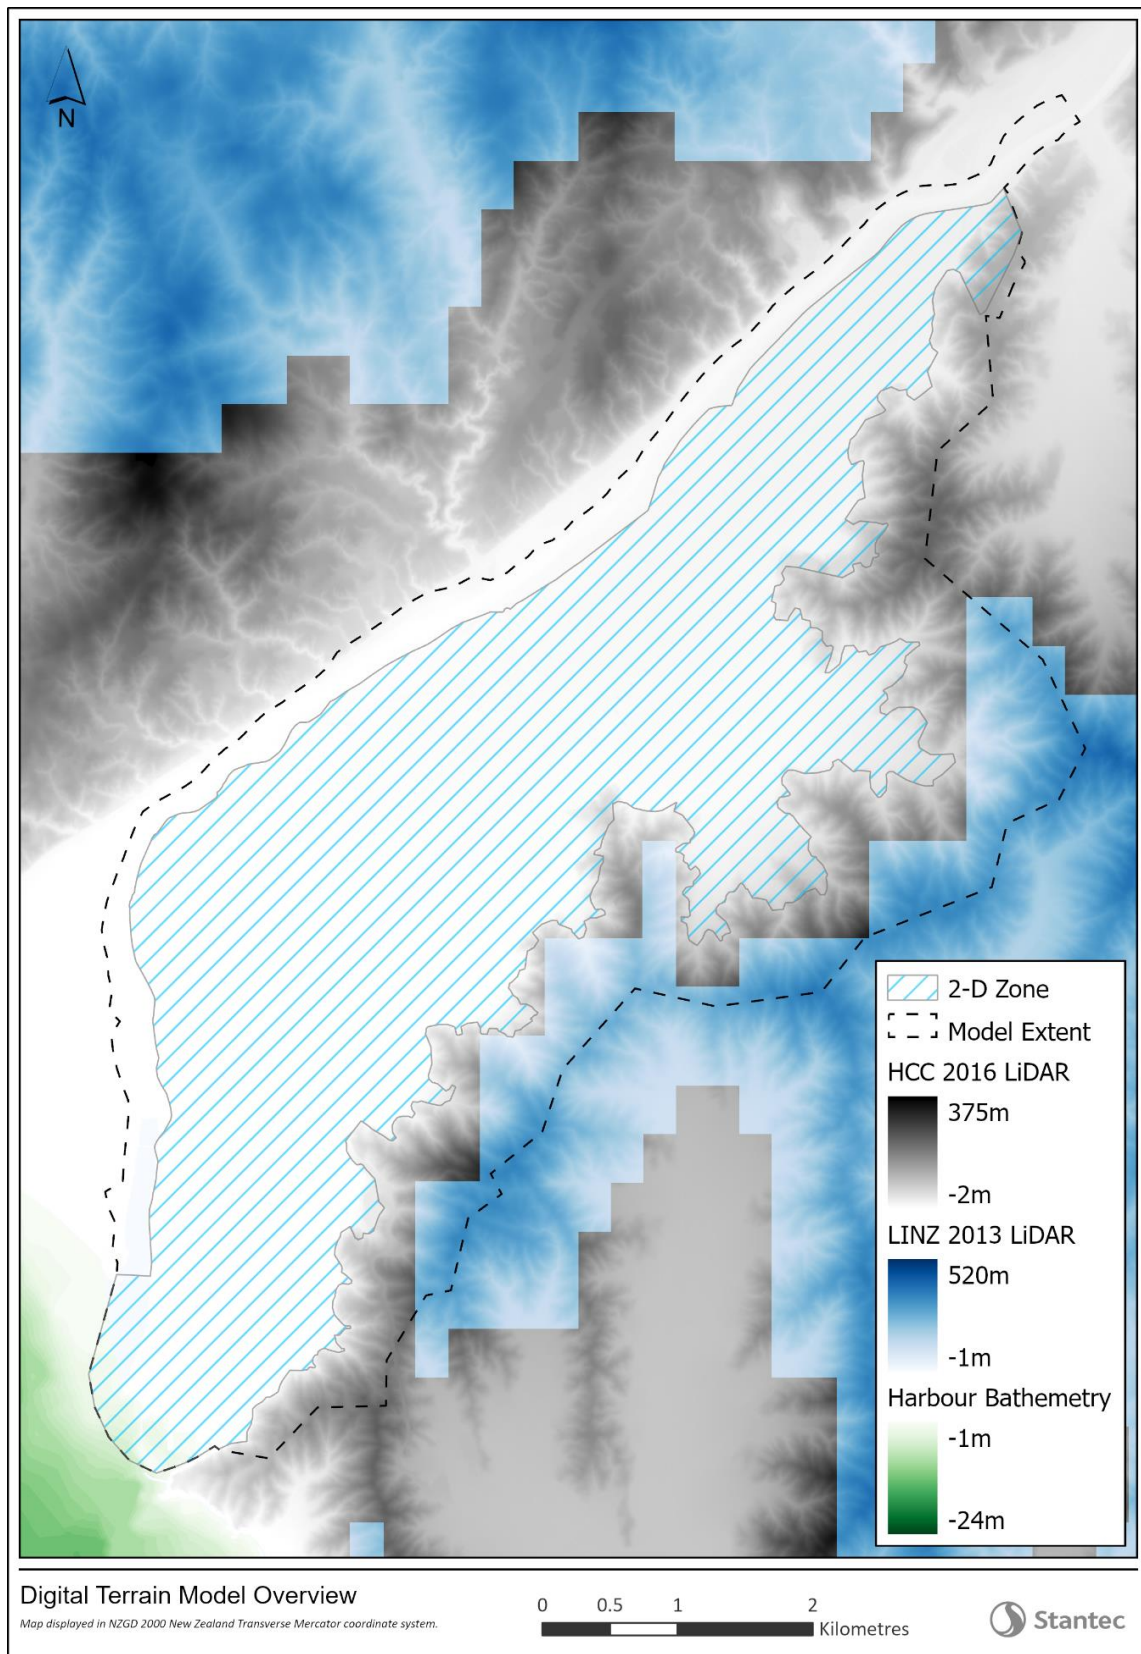 N
2-D Zone
Model Extent
HCC 2016 LiDAR
375m
-2m
LINZ 2013 LiDAR
520m
-1m
Harbour Bathemetry
-1m
-24m
Digital Terrain Model Overview
Map displayed in NZGD 2000 New Zealand Transverse Mercator coordinate system.
0 0.5 1 2
Kilometres
Stantec